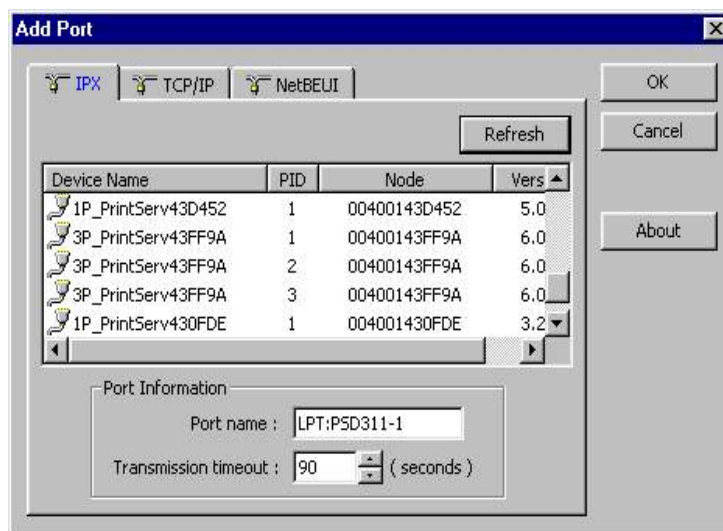 Add Port
IPX TCP/IP NetBEUI
OK
Refresh
Cancel
Device Name PID Node Vers
1P_PrintServ43D452 1 00400143D452 5.0
3P_PrintServ43FF9A 1 00400143FF9A 6.0
3P_PrintServ43FF9A 2 00400143FF9A 6.0
3P_PrintServ43FF9A 3 00400143FF9A 6.0
1P_PrintServ430FDE 1 004001430FDE 3.2
About
Port Information
Port name : LPT:PSD311-1
Transmission timeout : 90 ( seconds )